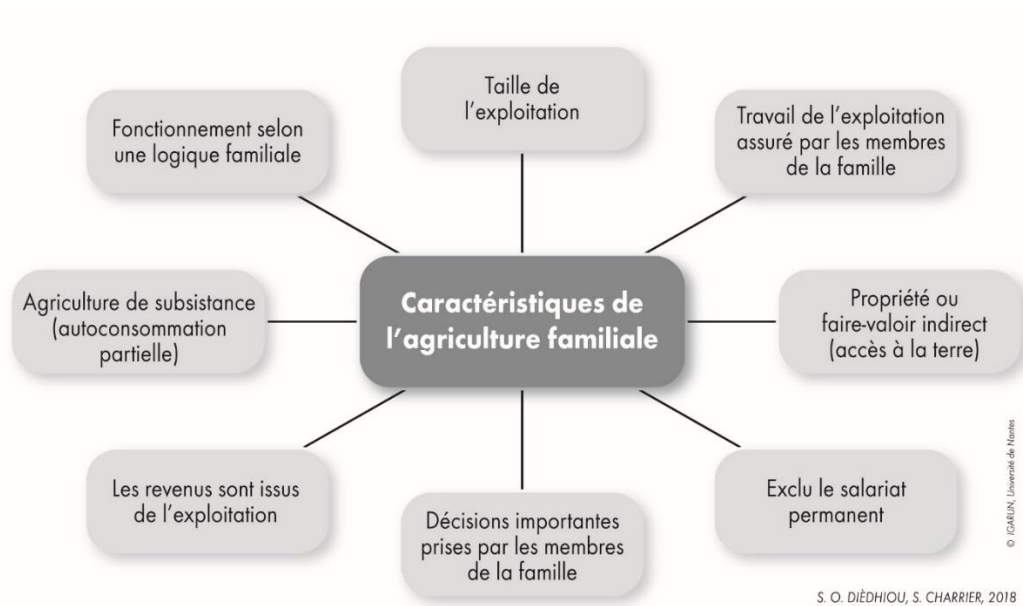 Taille de
l'exploitation
Fonctionnement selon
une logique familiale
Travail de l'exploitation
assuré par les membres
de la famille
Agriculture de subsistance
(autoconsommation
partielle)
Caractéristiques de
l'agriculture familiale
Propriété ou
faire-valoir indirect
(accès à la terre)
Les revenus sont issus
de l'exploitation
Décisions importantes
prises par les membres
de la famille
Exclu le salariat
permanent
© IGARUN, Université de Nantes
S. O. DIÈDHIOU, S. CHARRIER, 2018